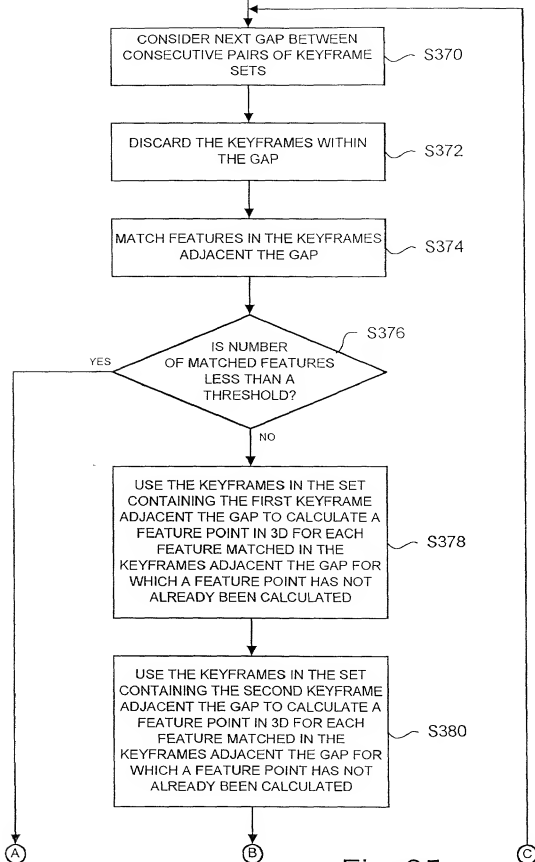 CONSIDER NEXT GAP BETWEEN
CONSECUTIVE PAIRS OF KEYFRAME
SETS
S370
DISCARD THE KEYFRAMES WITHIN
THE GAP
S372
MATCH FEATURES IN THE KEYFRAMES
ADJACENT THE GAP
S374
S376
IS NUMBER
OF MATCHED FEATURES
LESS THAN A
THRESHOLD?
YES
NO
USE THE KEYFRAMES IN THE SET
CONTAINING THE FIRST KEYFRAME
ADJACENT THE GAP TO CALCULATE A
FEATURE POINT IN 3D FOR EACH
FEATURE MATCHED IN THE
KEYFRAMES ADJACENT THE GAP FOR
WHICH A FEATURE POINT HAS NOT
ALREADY BEEN CALCULATED
S378
USE THE KEYFRAMES IN THE SET
CONTAINING THE SECOND KEYFRAME
ADJACENT THE GAP TO CALCULATE A
FEATURE POINT IN 3D FOR EACH
FEATURE MATCHED IN THE
KEYFRAMES ADJACENT THE GAP FOR
WHICH A FEATURE POINT HAS NOT
ALREADY BEEN CALCULATED
S380
A
B
C